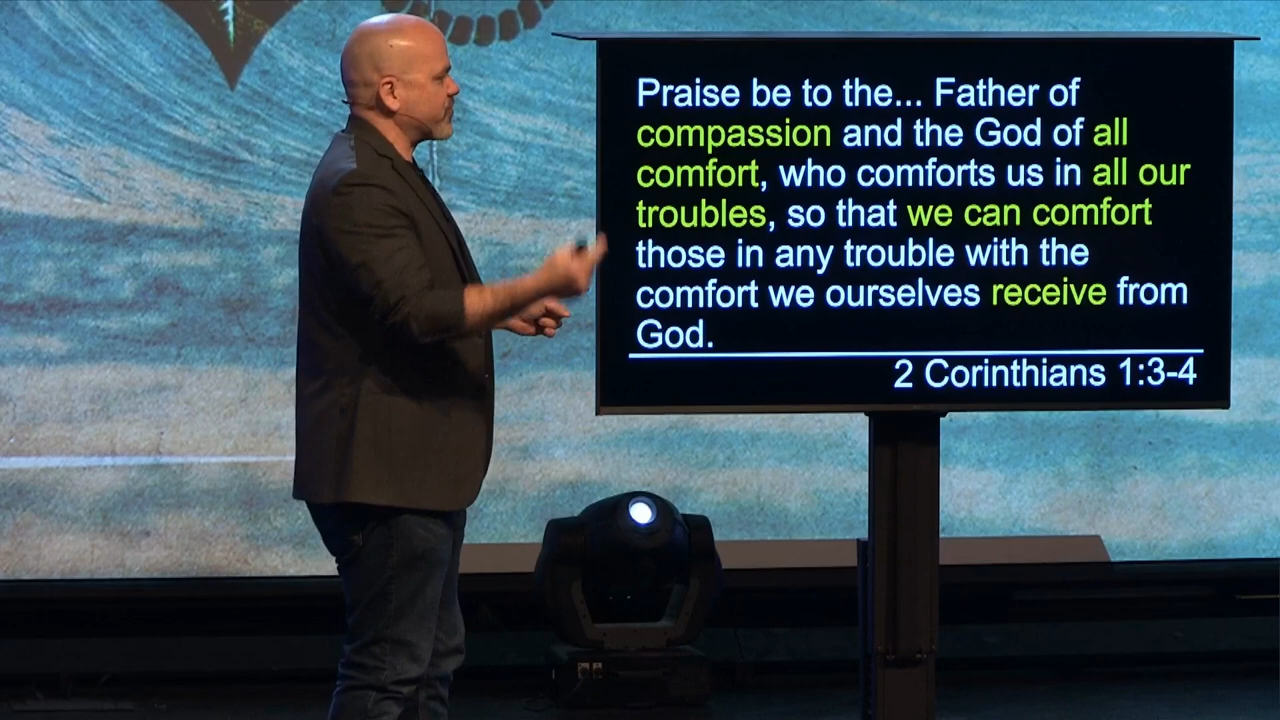 Praise be to the... Father of
compassion and the God of all
comfort, who comforts us in all our
troubles, so that we can comfort
those in any trouble with the
comfort we ourselves receive from
God.
2 Corinthians 1:3-4